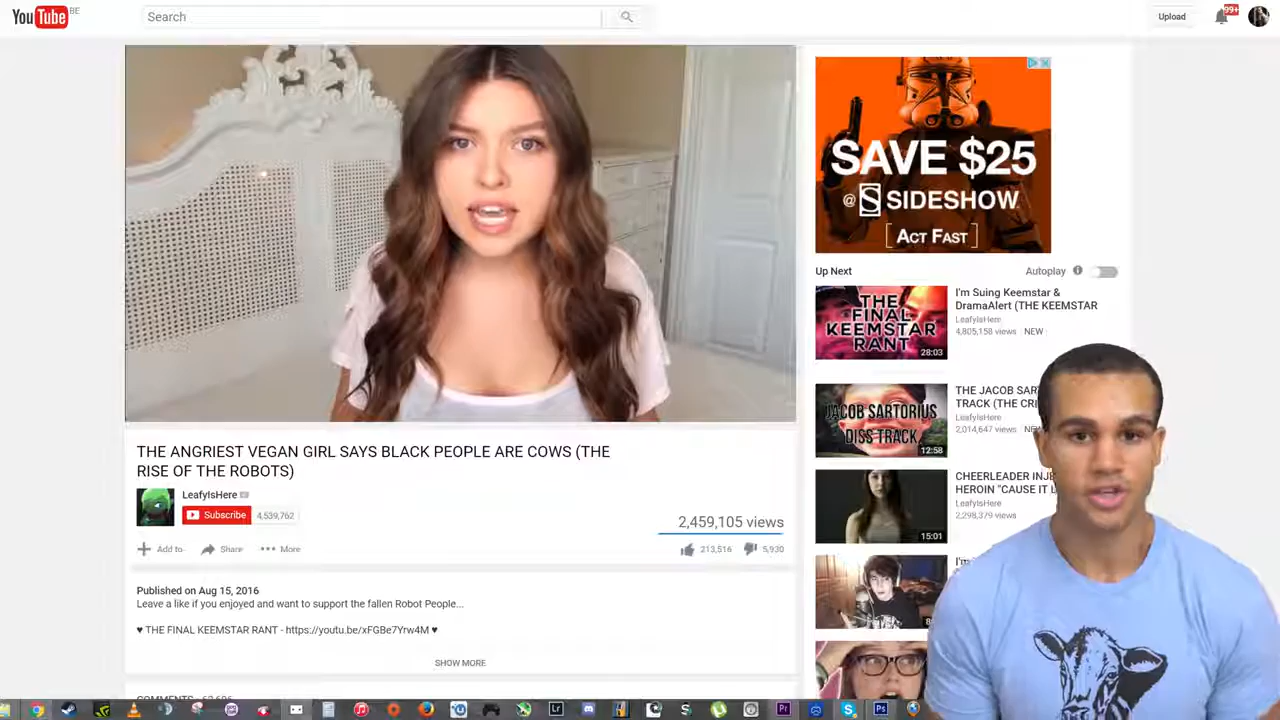 YouTube BE
Search
Upload
99+
SAVE $25
@ SIDESHOW
[ ACT FAST ]
Up Next
Autoplay
I'm Suing Keemstar &
DramaAlert (THE KEEMSTAR
LeafyIsHere
4,805,158 views NEW
THE
FINAL
KEEMSTAR
RANT
28:03
THE JACOB SAR
TRACK (THE CRI
LeafyIsHere
2,014,647 views
JACOB SARTORIUS
DISS TRACK
12:58
CHEERLEADER INJE
HEROIN "CAUSE IT
LeafyIsHere
2,298,379 views
15:01
I'm
THE ANGRIEST VEGAN GIRL SAYS BLACK PEOPLE ARE COWS (THE
RISE OF THE ROBOTS)
LeafyIsHere
Subscribe 4,539,762
2,459,105 views
Add to Share More
213,516 5,930
Published on Aug 15, 2016
Leave a like if you enjoyed and want to support the fallen Robot People...
♥ THE FINAL KEEMSTAR RANT - https://youtu.be/xFGBe7Yrw4M ♥
SHOW MORE